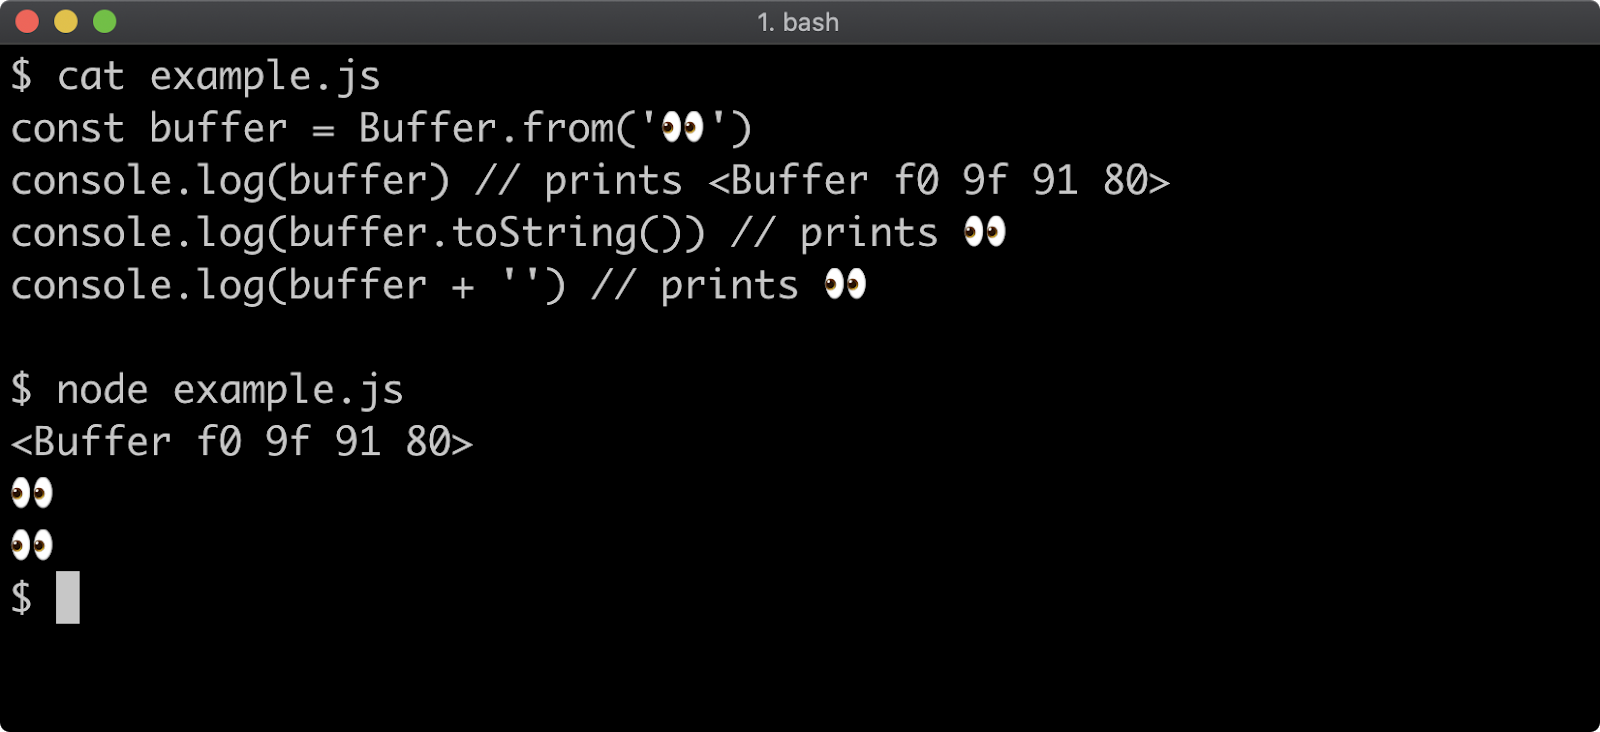 1. bash
$ cat example.js
const buffer = Buffer.from('👀')
console.log(buffer) // prints <Buffer f0 9f 91 80>
console.log(buffer.toString()) // prints 👀
console.log(buffer + '') // prints 👀
$ node example.js
<Buffer f0 9f 91 80>
👀
👀
$